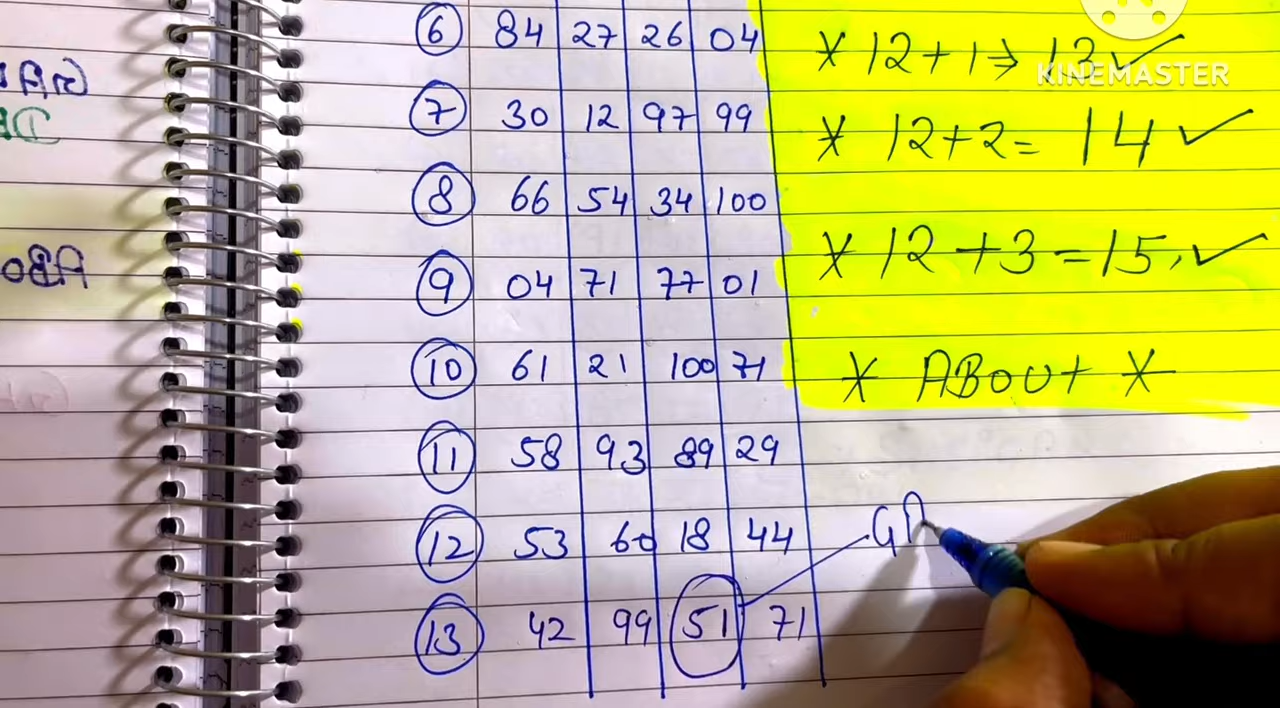 6 84 27 26 04
7 30 12 97 99
8 66 54 34 100
9 04 71 77 01
10 61 21 100 71
11 58 93 89 29
12 53 60 18 44
13 42 99 51 71
* 12+1→13 ✓
KINEMASTER
* 12+2= 14 ✓
* 12+3=15, ✓
* ABOUt *